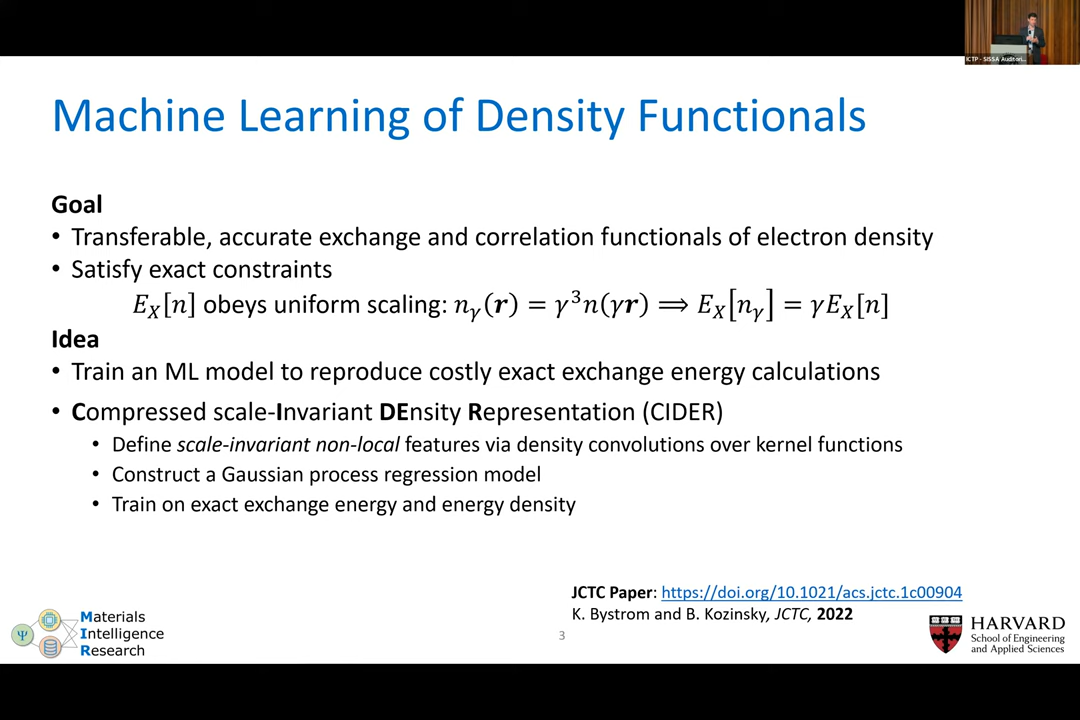 ICTP - SISSA Auditori...
Machine Learning of Density Functionals
Goal
• Transferable, accurate exchange and correlation functionals of electron density
• Satisfy exact constraints
E_X[n] obeys uniform scaling: n_γ(r) = γ³n(γr) ⟹ E_X[n_γ] = γE_X[n]
Idea
• Train an ML model to reproduce costly exact exchange energy calculations
• Compressed scale-Invariant DEnsity Representation (CIDER)
• Define scale-invariant non-local features via density convolutions over kernel functions
• Construct a Gaussian process regression model
• Train on exact exchange energy and energy density
JCTC Paper: https://doi.org/10.1021/acs.jctc.1c00904
K. Bystrom and B. Kozinsky, JCTC, 2022
3
Ψ
Materials
Intelligence
Research
HARVARD
School of Engineering
and Applied Sciences